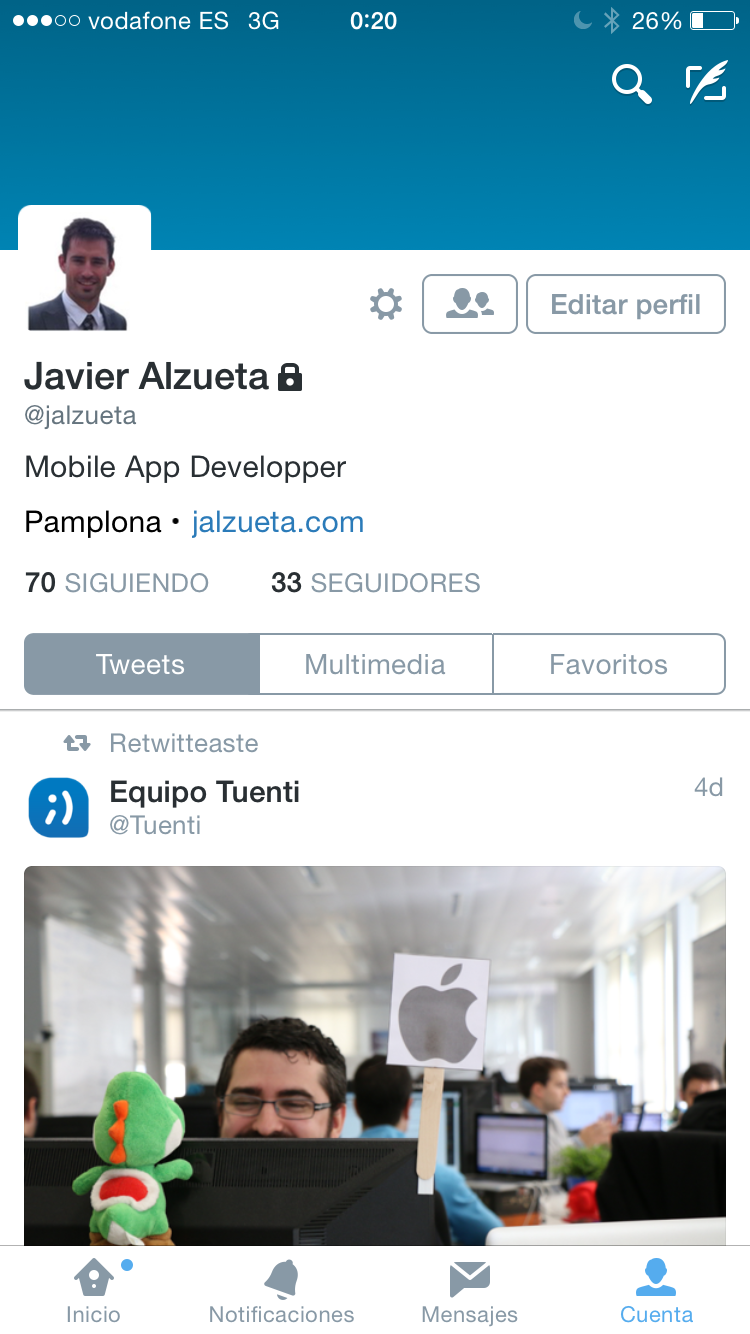 vodafone ES 3G 0:20 26%
Editar perfil
Javier Alzueta
@jalzueta
Mobile App Developper
Pamplona • jalzueta.com
70 SIGUIENDO 33 SEGUIDORES
Tweets Multimedia Favoritos
Retwitteaste
Equipo Tuenti 4d
@Tuenti
Inicio Notificaciones Mensajes Cuenta